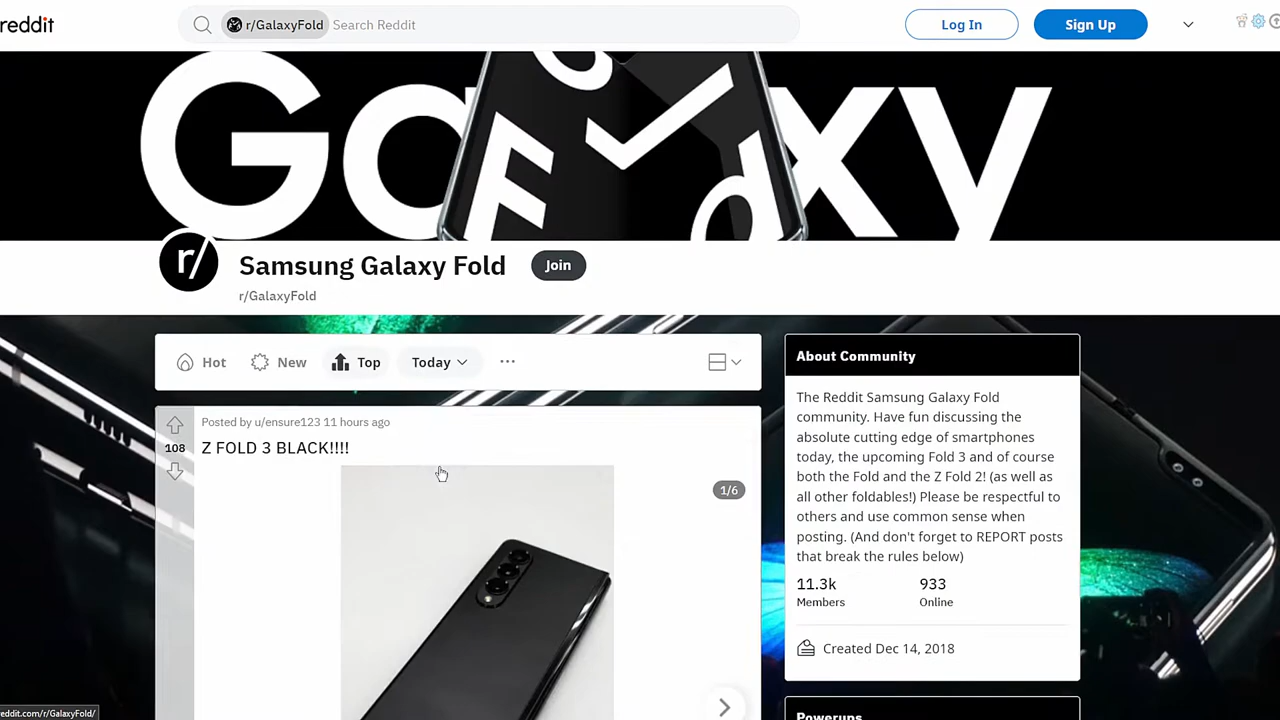 reddit
r/GalaxyFold
Search Reddit
Log In
Sign Up
Galaxy
Fold
Samsung Galaxy Fold
Join
r/GalaxyFold
Hot
New
Top
Today
About Community
The Reddit Samsung Galaxy Fold
community. Have fun discussing the
absolute cutting edge of smartphones
today, the upcoming Fold 3 and of course
both the Fold and the Z Fold 2! (as well as
all other foldables!) Please be respectful to
others and use common sense when
posting. (And don't forget to REPORT posts
that break the rules below)
11.3k
Members
933
Online
Created Dec 14, 2018
Powerups
Posted by u/ensure123 11 hours ago
108
Z FOLD 3 BLACK!!!!
1/6
r/
reddit.com/r/GalaxyFold/